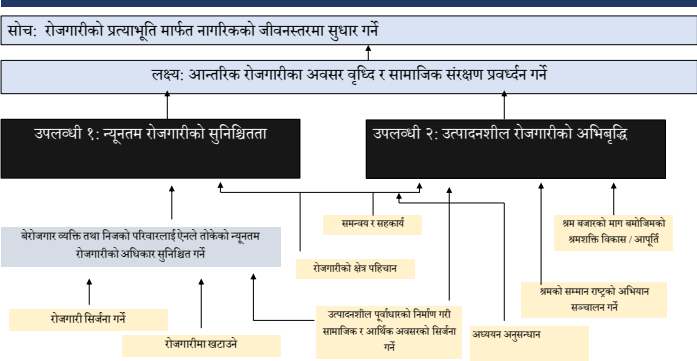 सोच: रोजगारीको प्रत्याभूति मार्फत नागरिकको जीवनस्तरमा सुधार गर्ने
लक्ष्य: आन्तरिक रोजगारीका अवसर वृध्दि र सामाजिक संरक्षण प्रवर्ध्दन गर्ने
उपलव्धी १: न्यूनतम रोजगारीको सुनिश्चितता
उपलव्धी २: उत्पादनशील रोजगारीको अभिबृद्धि
समन्वय र सहकार्य
श्रम बजारको माग बमोजिमको
श्रमशक्ति विकास / आपूर्ति
बेरोजगार व्यक्ति तथा निजको परिवारलाई ऐनले तोकेको न्यूनतम
रोजगारीको अधिकार सुनिश्चित गर्ने
रोजगारीको क्षेत्र पहिचान
श्रमको सम्मान राष्ट्रको अभियान
सञ्चालन गर्ने
रोजगारी सिर्जना गर्ने
रोजगारीमा खटाउने
उत्पादनशील पूर्वाधारको निर्माण गरी
सामाजिक र आर्थिक अवसरको सिर्जना
गर्ने
अध्ययन अनुसन्धान